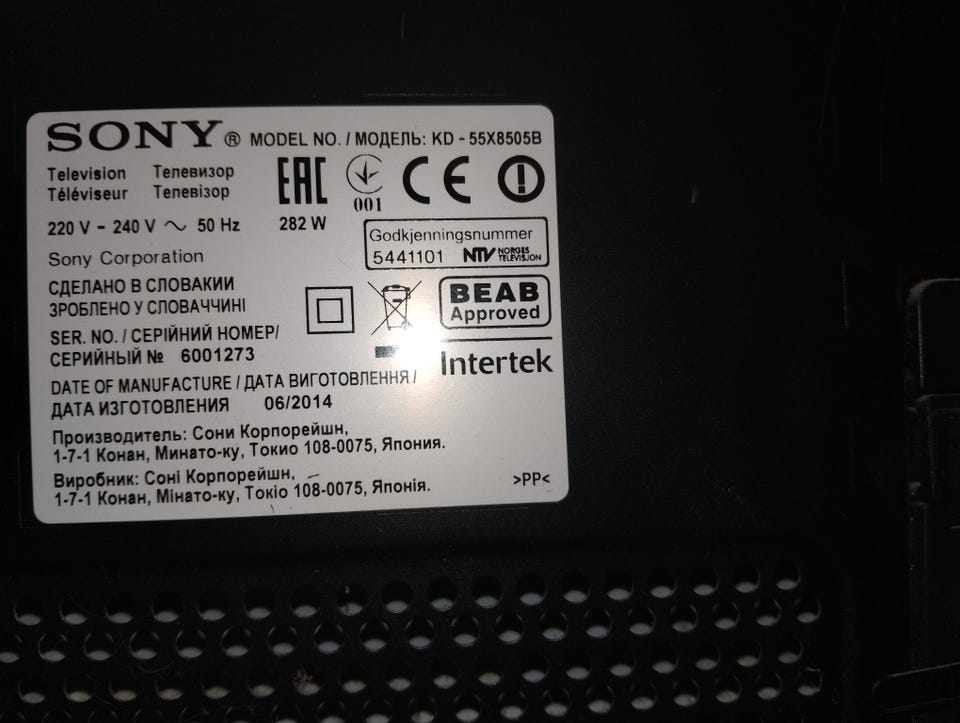 SONY® MODEL NO. / МОДЕЛЬ: KD - 55X8505B
Television Телевизор
Téléviseur Телевізор
EAC
001
CE
220 V - 240 V ~ 50 Hz 282 W
Godkjenningsnummer
5441101 NTV NORGES TELEVISJON
Sony Corporation
СДЕЛАНО В СЛОВАКИИ
ЗРОБЛЕНО У СЛОВАЧЧИНІ
BEAB
Approved
SER. NO. / СЕРІЙНИЙ НОМЕР/
СЕРИЙНЫЙ № 6001273
Intertek
DATE OF MANUFACTURE / ДАТА ВИГОТОВЛЕННЯ /
ДАТА ИЗГОТОВЛЕНИЯ 06/2014
Производитель: Сони Корпорейшн,
1-7-1 Конан, Минато-ку, Токио 108-0075, Япония.
Виробник: Соні Корпорейшн,
1-7-1 Конан, Мінато-ку, Токіо 108-0075, Японія.
>PP<